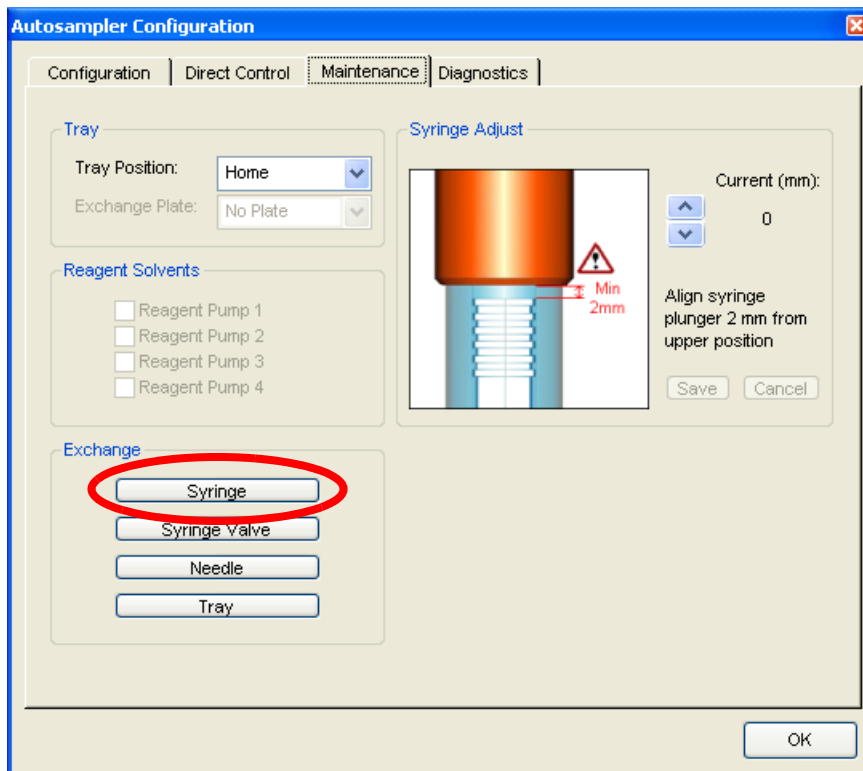 Autosampler Configuration
Configuration
Direct Control
Maintenance
Diagnostics
Tray
Tray Position:
Home
Exchange Plate:
No Plate
Reagent Solvents
Reagent Pump 1
Reagent Pump 2
Reagent Pump 3
Reagent Pump 4
Exchange
Syringe
Syringe Valve
Needle
Tray
Syringe Adjust
Min
2mm
Current (mm):
0
Align syringe
plunger 2 mm from
upper position
Save
Cancel
OK